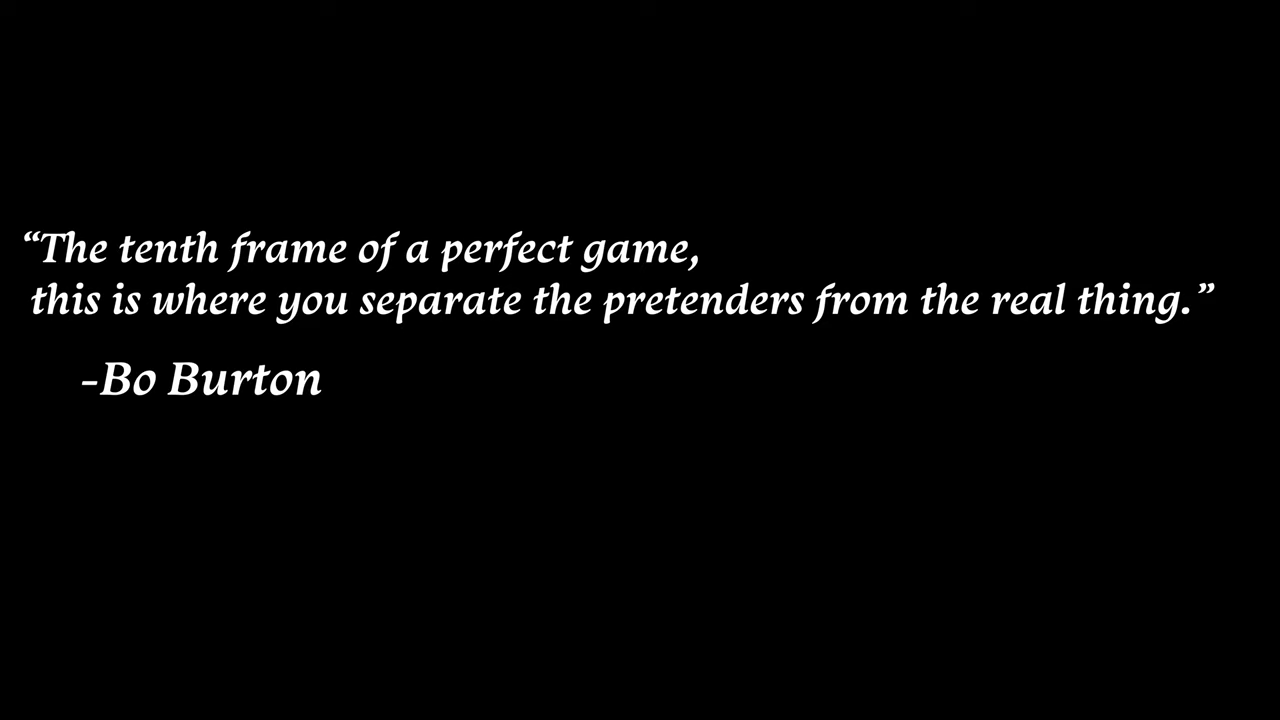 “The tenth frame of a perfect game,
this is where you separate the pretenders from the real thing.”
-Bo Burton